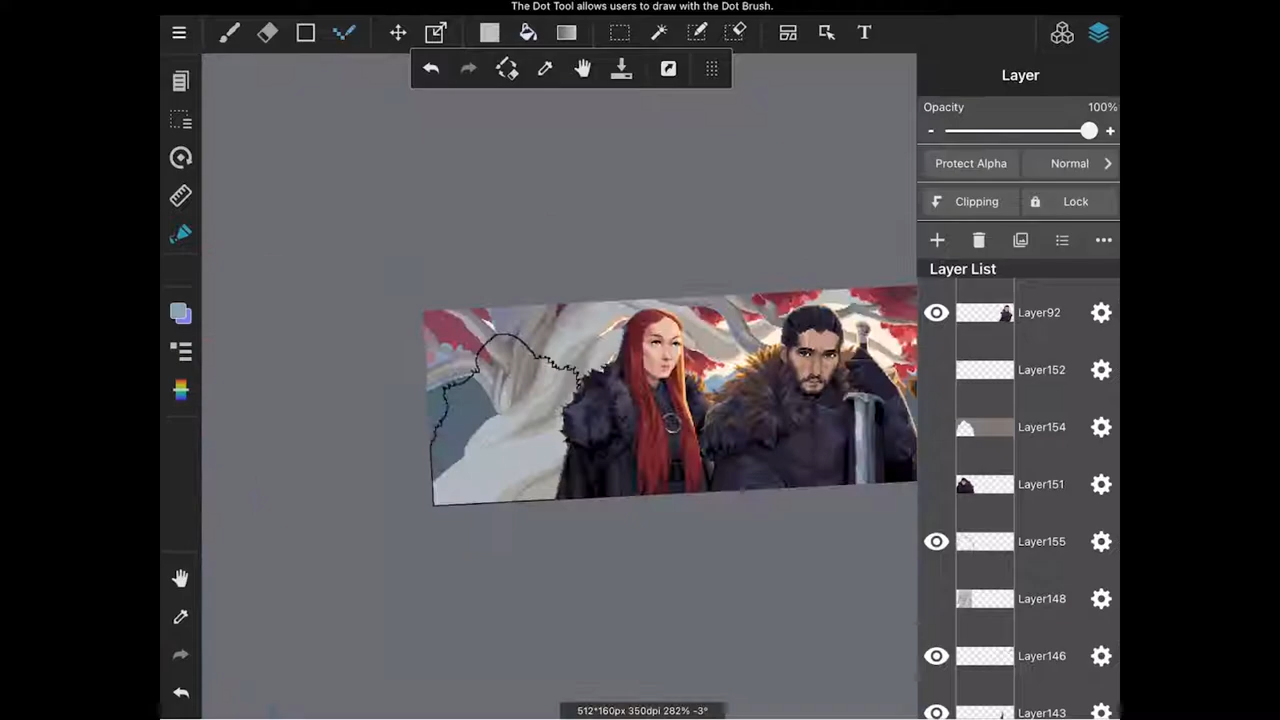 The Dot Tool allows users to draw with the Dot Brush.
T
Layer
Opacity 100%
- +
Protect Alpha Normal
Clipping Lock
Layer List
Layer92
Layer152
Layer154
Layer151
Layer155
Layer148
Layer146
Layer143
512*160px 350dpi 282% -3°